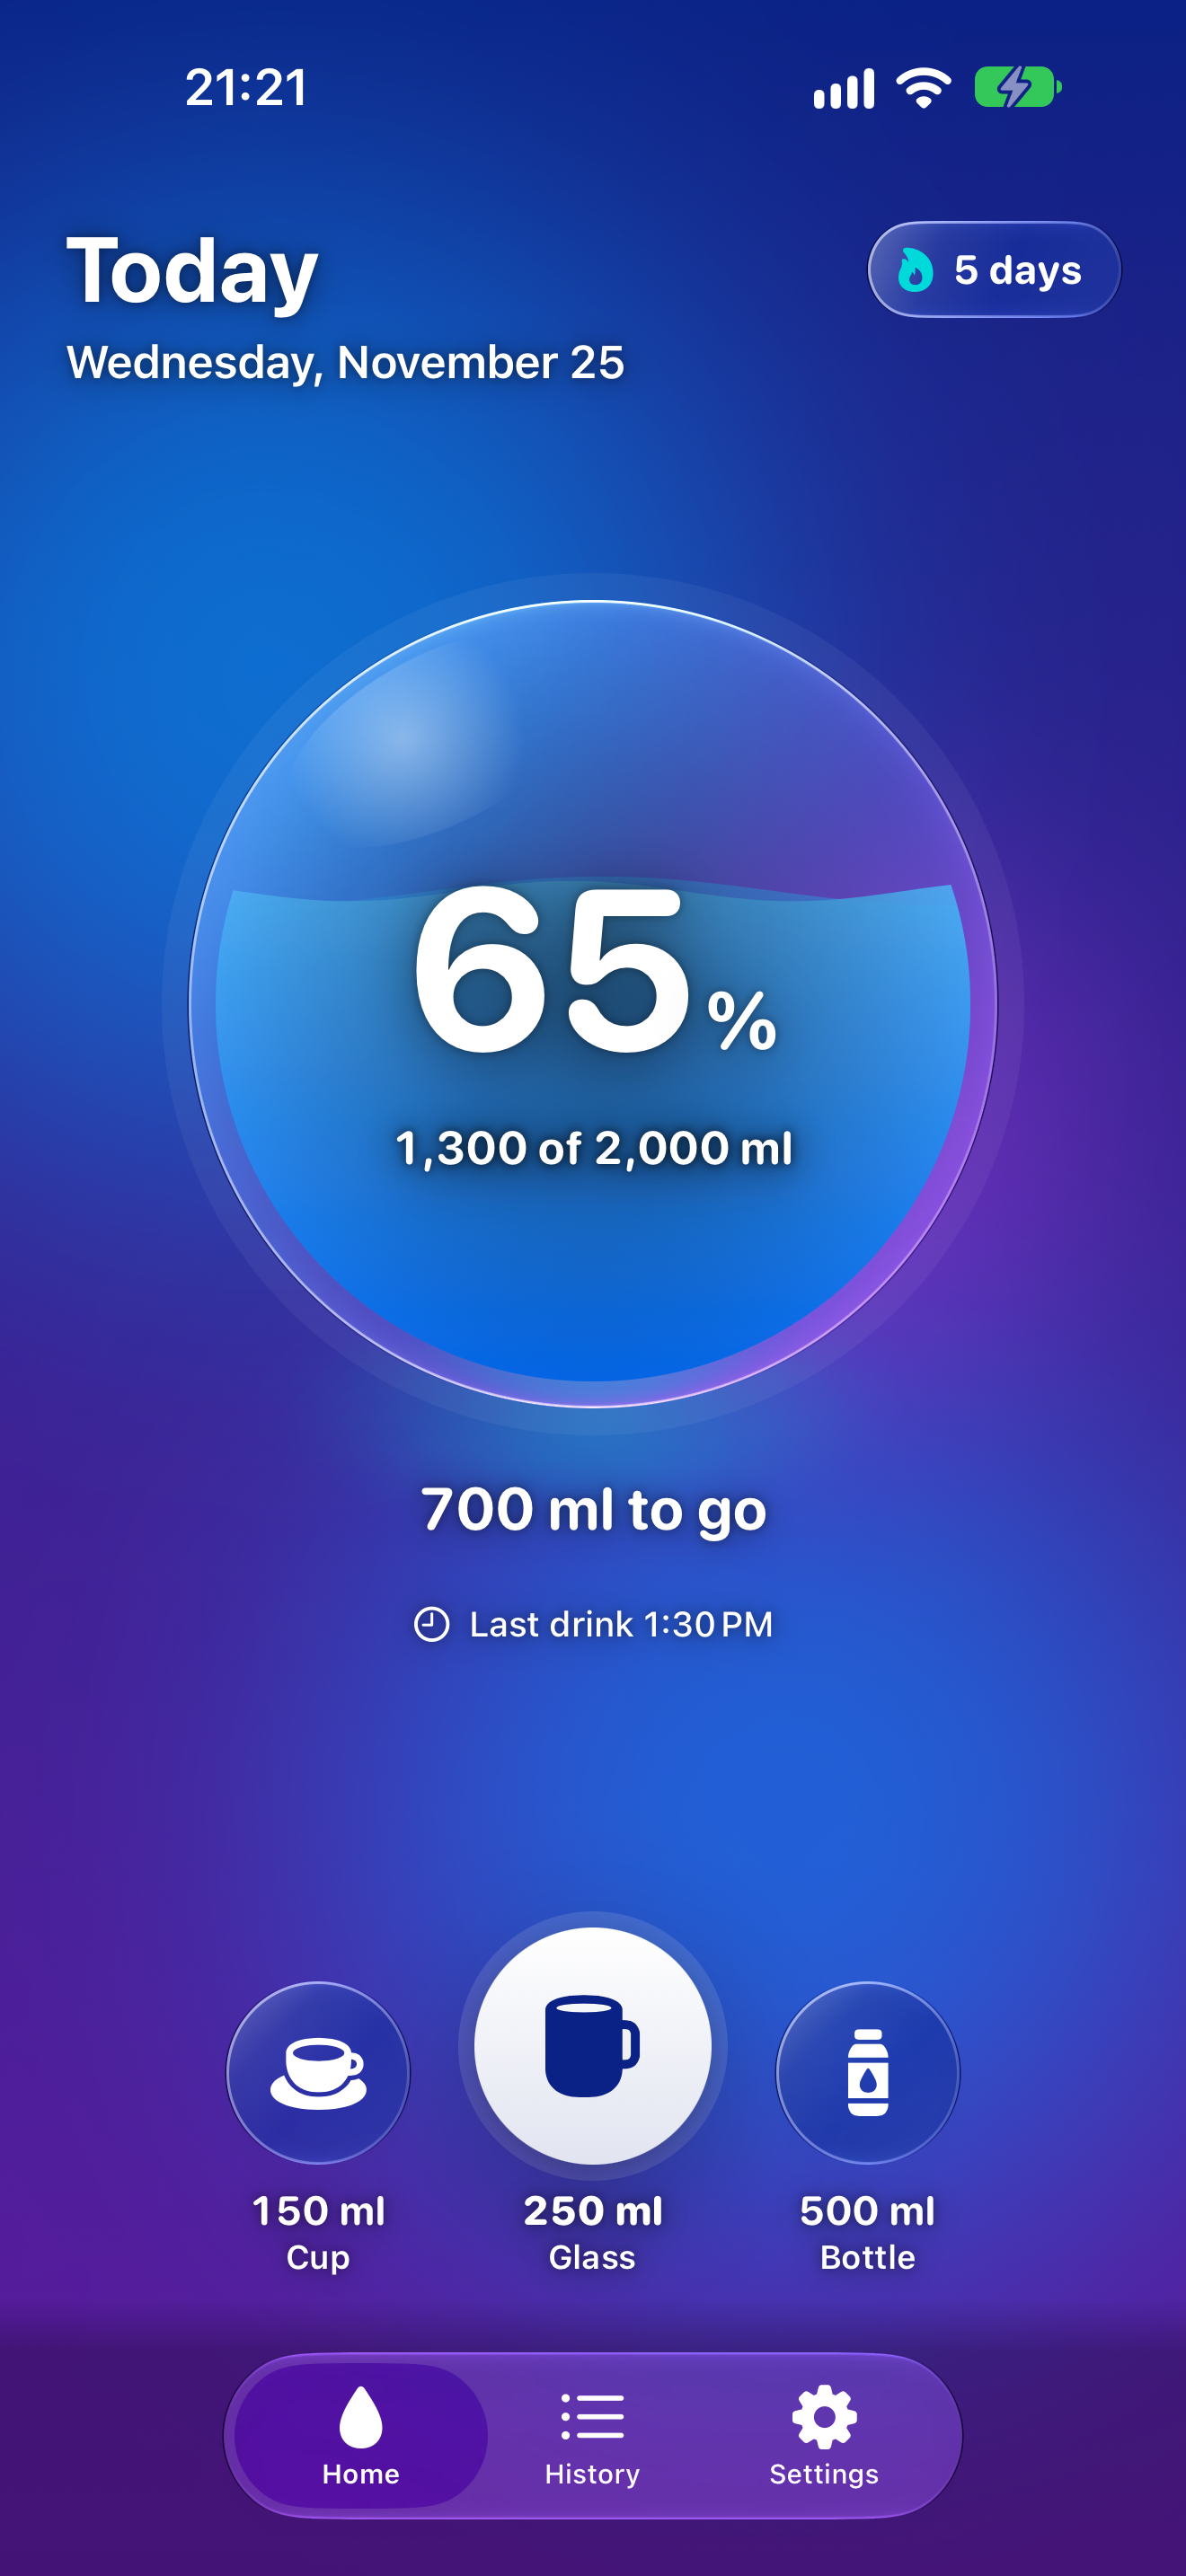 21:21
Today
5 days
Wednesday, November 25
65%
1,300 of 2,000 ml
700 ml to go
Last drink 1:30 PM
150 ml
250 ml
500 ml
Cup
Glass
Bottle
Home
History
Settings